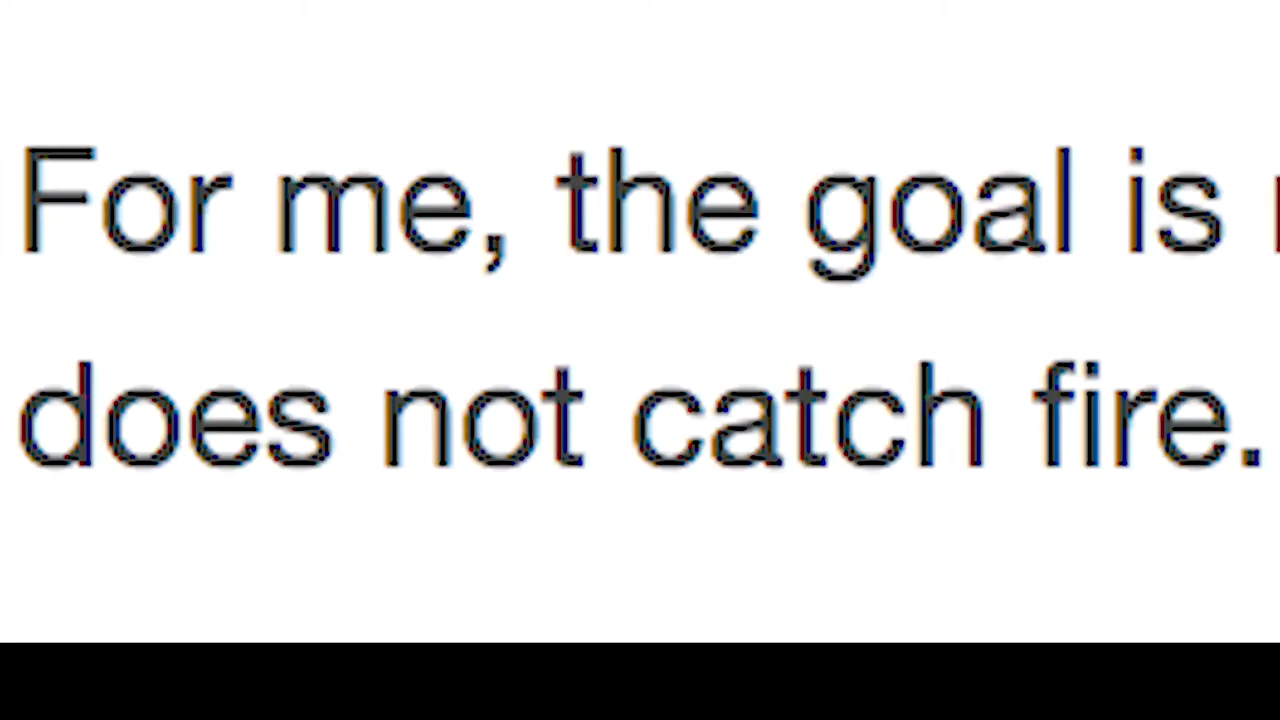 For me, the goal is
does not catch fire.